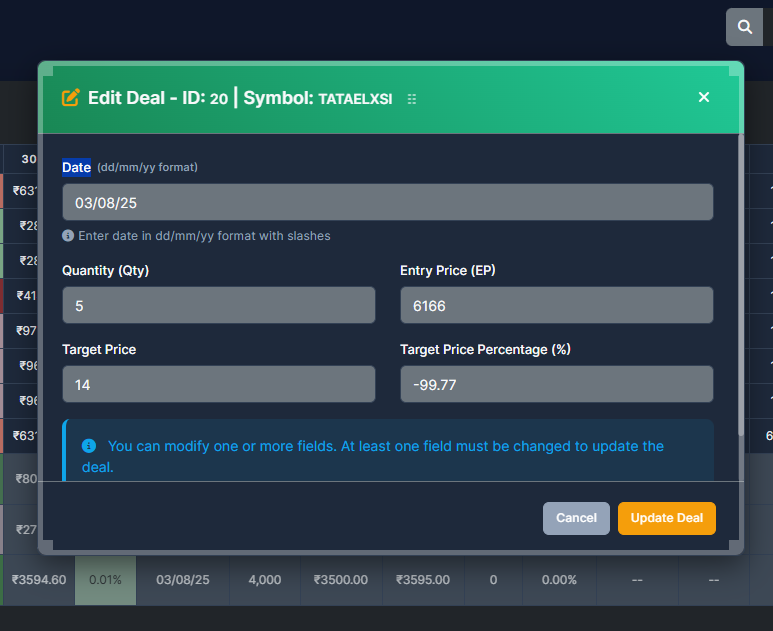 Edit Deal - ID: 20 | Symbol: TATAELXSI
30
Date (dd/mm/yy format)
₹631
03/08/25
₹28
Enter date in dd/mm/yy format with slashes
₹28
Quantity (Qty) Entry Price (EP)
₹41
5 6166
₹97
Target Price Target Price Percentage (%)
₹96
14 -99.77
₹96
₹631 6
You can modify one or more fields. At least one field must be changed to update the
deal.
₹80
Cancel Update Deal
₹27
₹3594.60 0.01% 03/08/25 4,000 ₹3500.00 ₹3595.00 0 0.00% -- --